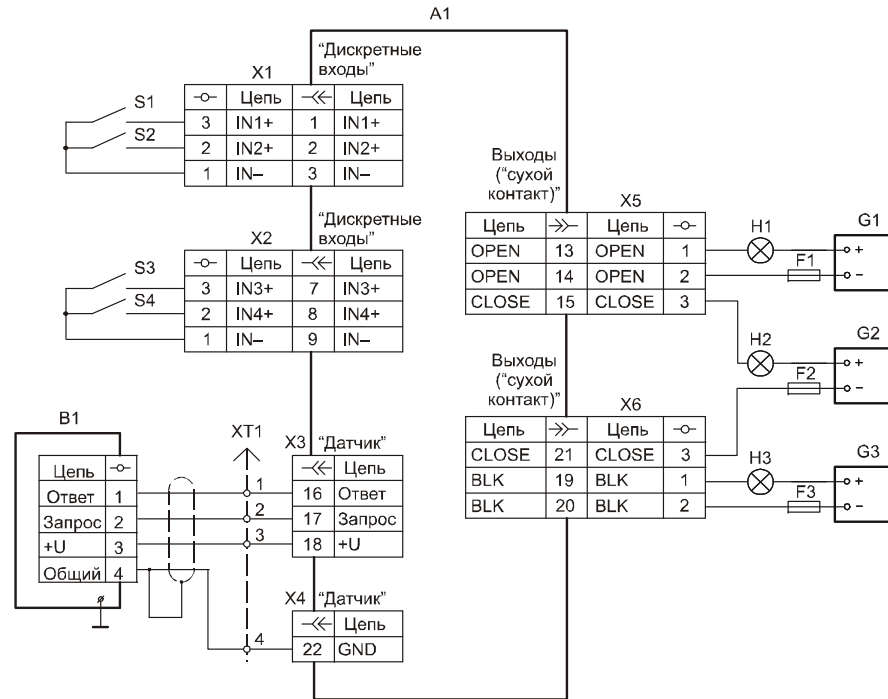 A1
“Дискретные
входы”
X1
Цепь Цепь
3 IN1+ 1 IN1+
2 IN2+ 2 IN2+
1 IN– 3 IN–
S1
S2
“Дискретные
входы”
X2
Цепь Цепь
3 IN3+ 7 IN3+
2 IN4+ 8 IN4+
1 IN– 9 IN–
S3
S4
B1
Цепь
Ответ 1
Запрос 2
+U 3
Общий 4
XT1
1
2
3
4
X3 “Датчик”
Цепь
16 Ответ
17 Запрос
18 +U
X4 “Датчик”
Цепь
22 GND
Выходы
(“сухой
контакт)”
X5
Цепь Цепь
OPEN 13 OPEN 1
OPEN 14 OPEN 2
CLOSE 15 CLOSE 3
Выходы
(“сухой
контакт)”
X6
Цепь Цепь
CLOSE 21 CLOSE 3
BLK 19 BLK 1
BLK 20 BLK 2
H1
F1
G1
+
–
H2
F2
G2
+
–
H3
F3
G3
+
–